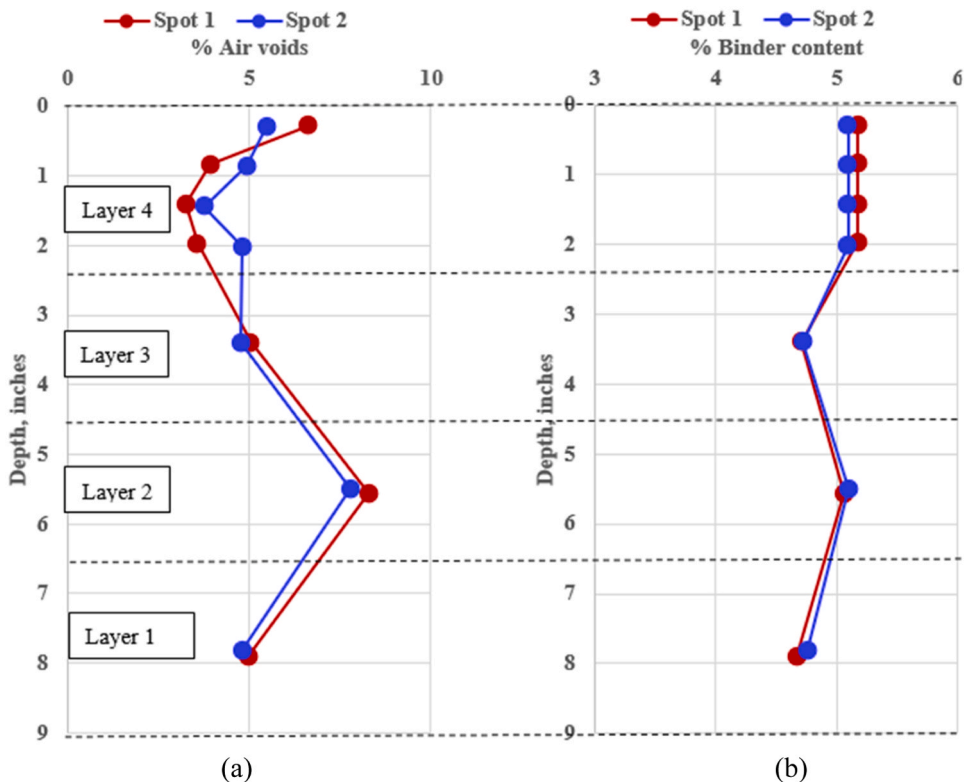 Spot 1 Spot 2
% Air voids
0 5 10
0
1
2
3
4
5
6
7
8
9
Depth, inches
Layer 4
Layer 3
Layer 2
Layer 1
(a)
Spot 1 Spot 2
% Binder content
3 4 5 6
0
1
2
3
4
5
6
7
8
9
Depth, inches
(b)